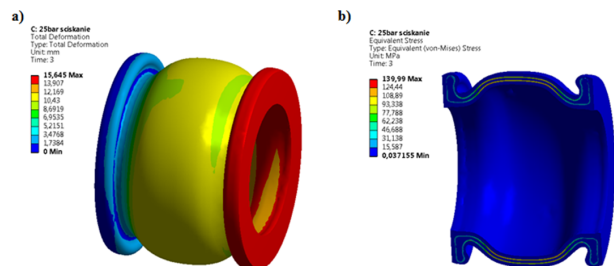 a)
C: 25bar sciskanie
Total Deformation
Type: Total Deformation
Unit: mm
Time: 3
15,645 Max
13,907
12,169
10,43
8,6919
6,9535
5,2151
3,4768
1,7384
0 Min
b)
C: 25bar sciskanie
Equivalent Stress
Type: Equivalent (von-Mises) Stress
Unit: MPa
Time: 3
139,99 Max
124,44
108,89
93,338
77,788
62,238
46,688
31,138
15,587
0,037155 Min